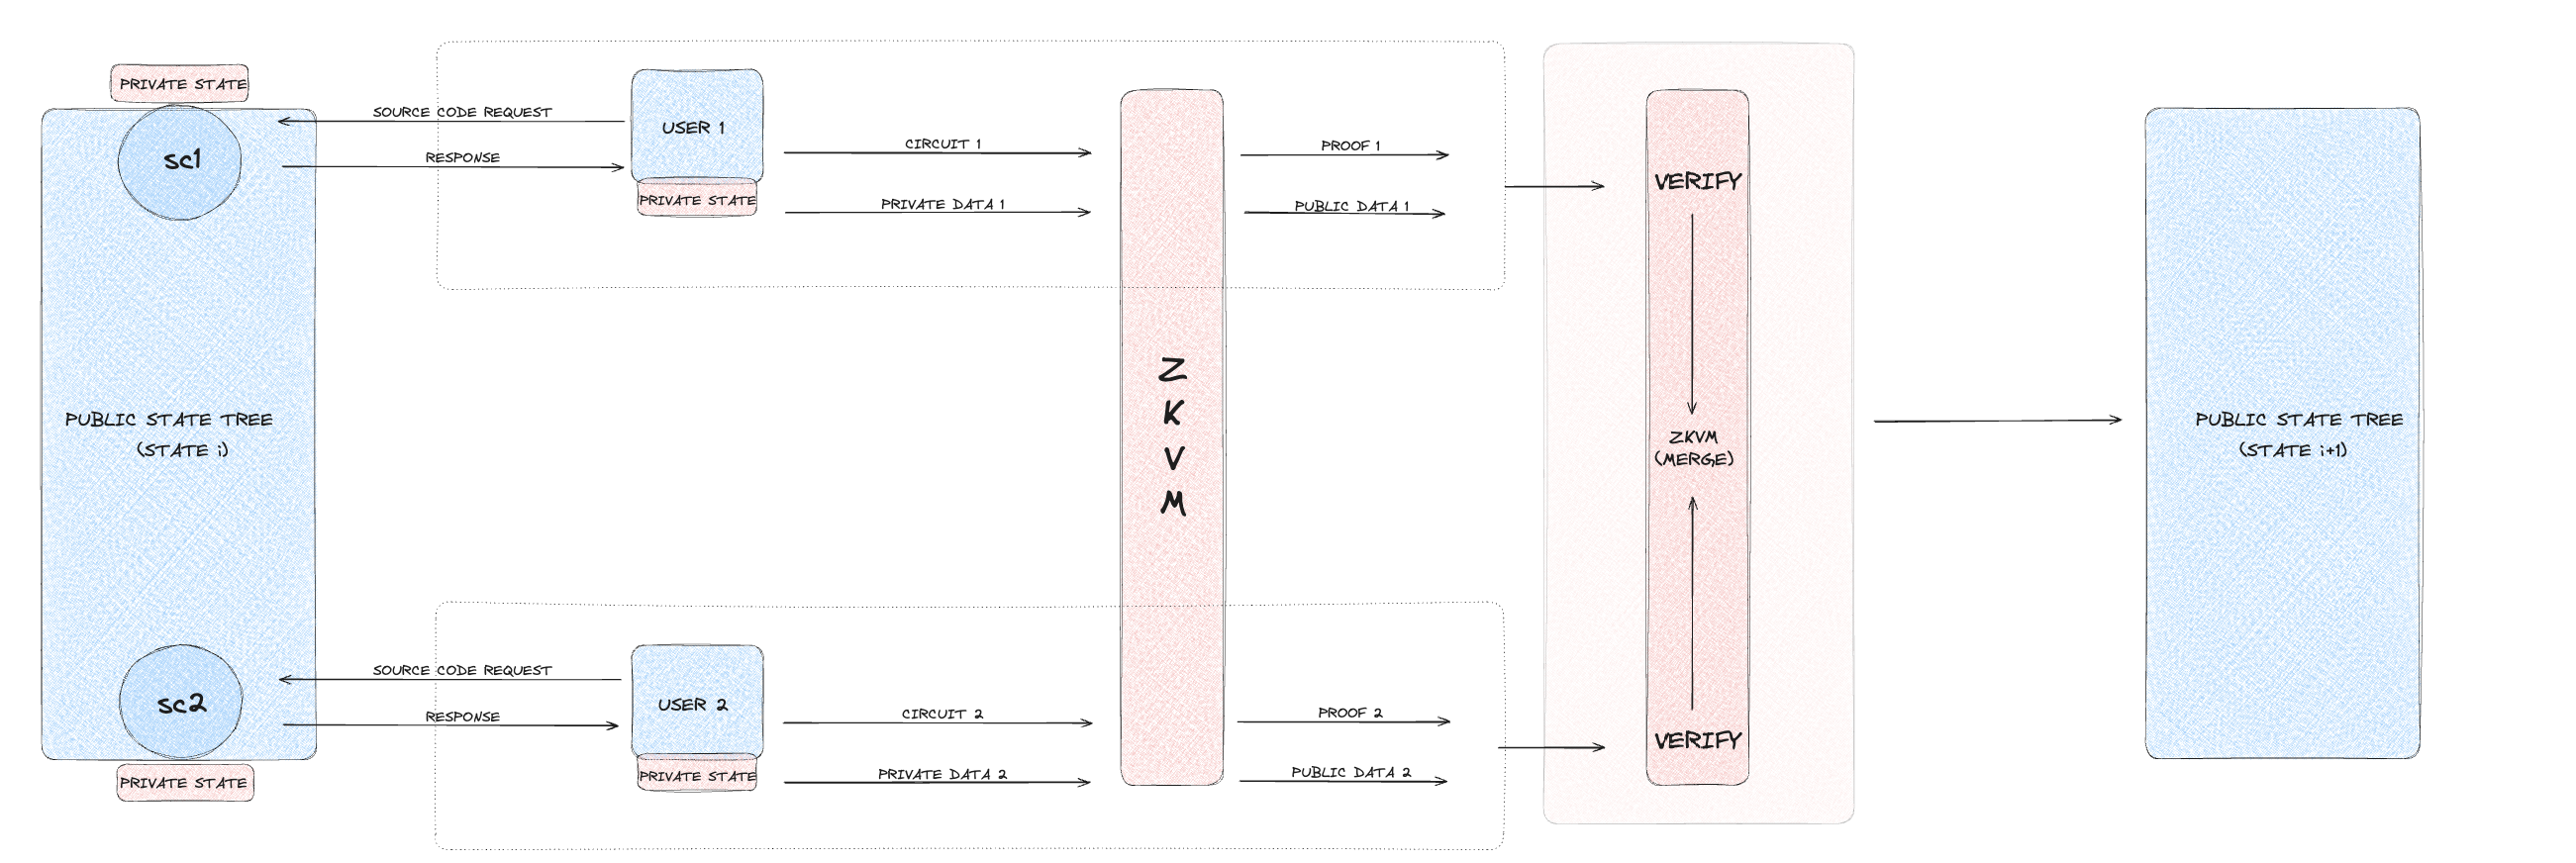 PRIVATE STATE
SC1
SOURCE CODE REQUEST
RESPONSE
USER 1
PRIVATE STATE
CIRCUIT 1
PRIVATE DATA 1
PROOF 1
PUBLIC DATA 1
VERIFY
PUBLIC STATE TREE
(STATE i)
Z
K
V
M
ZKVM
(MERGE)
PUBLIC STATE TREE
(STATE i+1)
SC2
PRIVATE STATE
SOURCE CODE REQUEST
RESPONSE
USER 2
PRIVATE STATE
CIRCUIT 2
PRIVATE DATA 2
PROOF 2
PUBLIC DATA 2
VERIFY